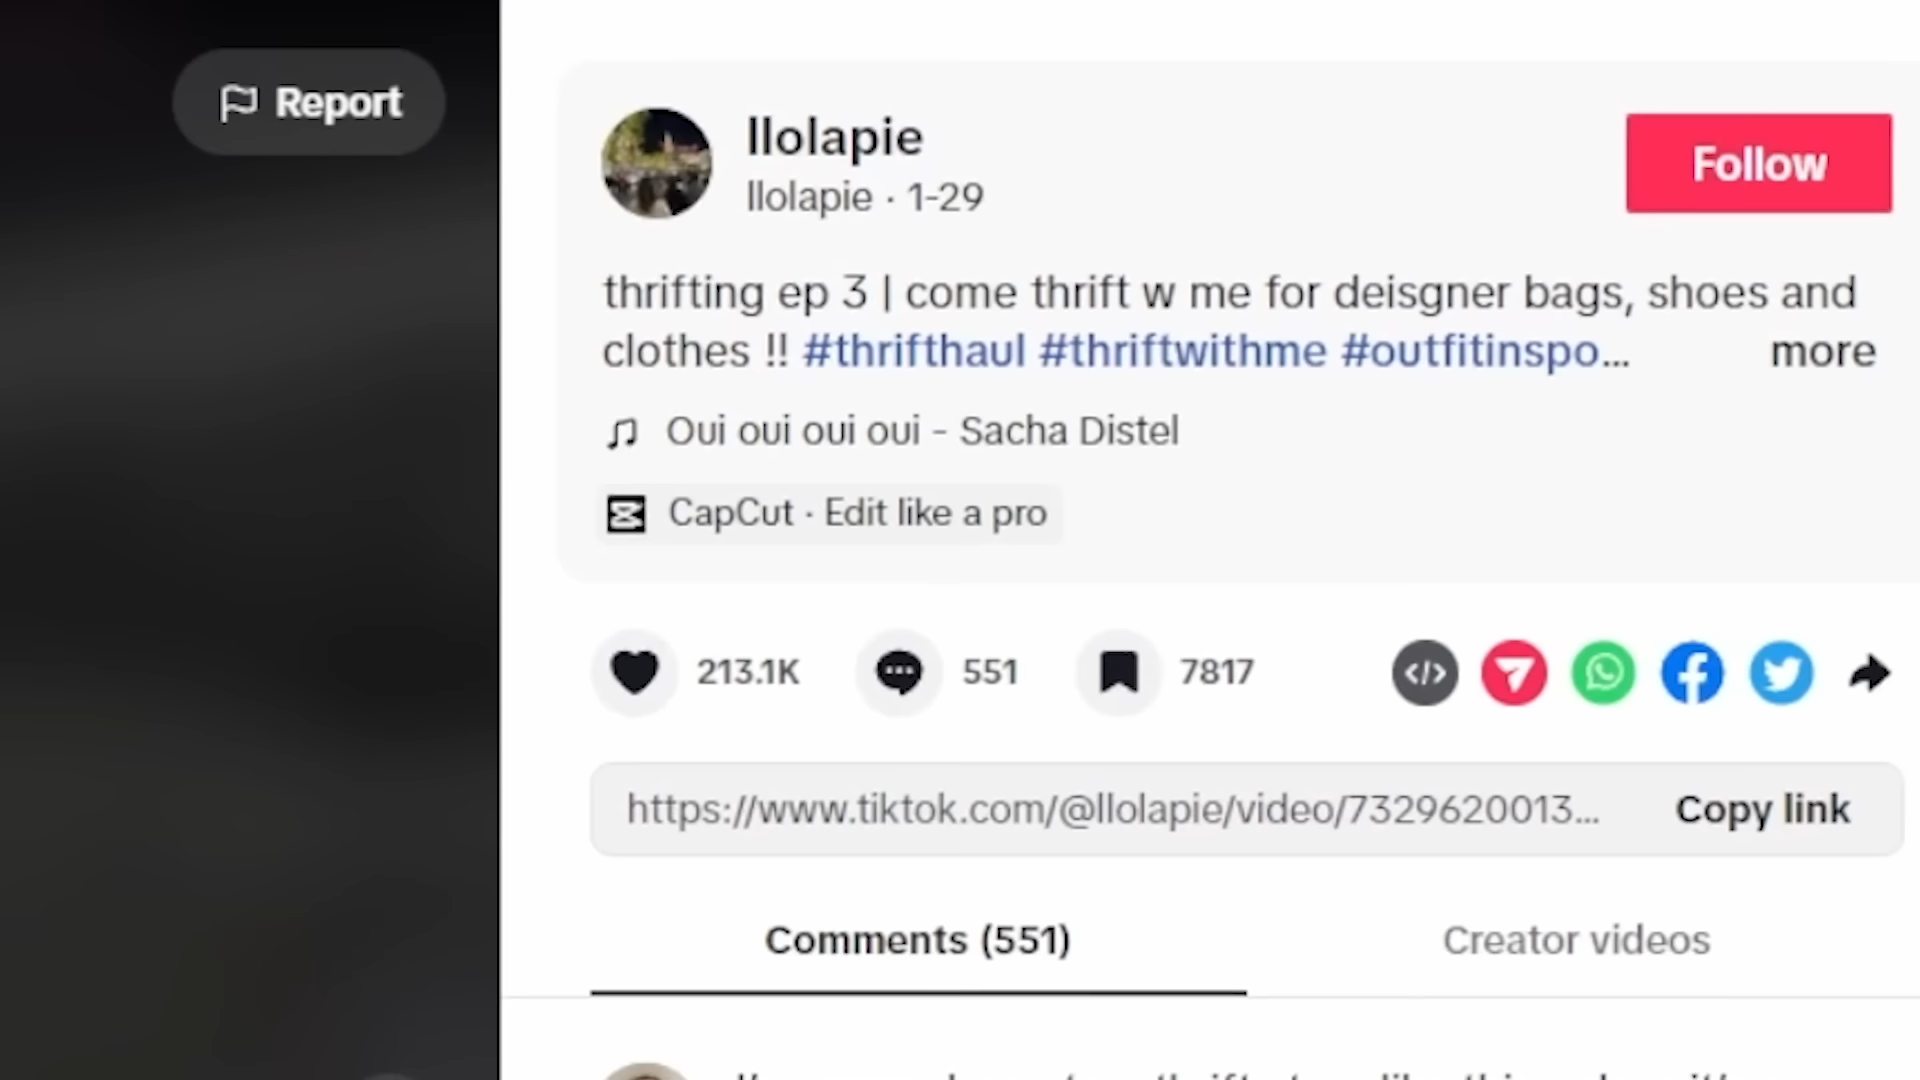 Report
llolapie
llolapie · 1-29
Follow
thrifting ep 3 | come thrift w me for deisgner bags, shoes and
clothes !! #thrifthaul #thriftwithme #outfitinspo...
more
Oui oui oui oui - Sacha Distel
CapCut · Edit like a pro
213.1K
551
7817
https://www.tiktok.com/@llolapie/video/7329620013...
Copy link
Comments (551)
Creator videos